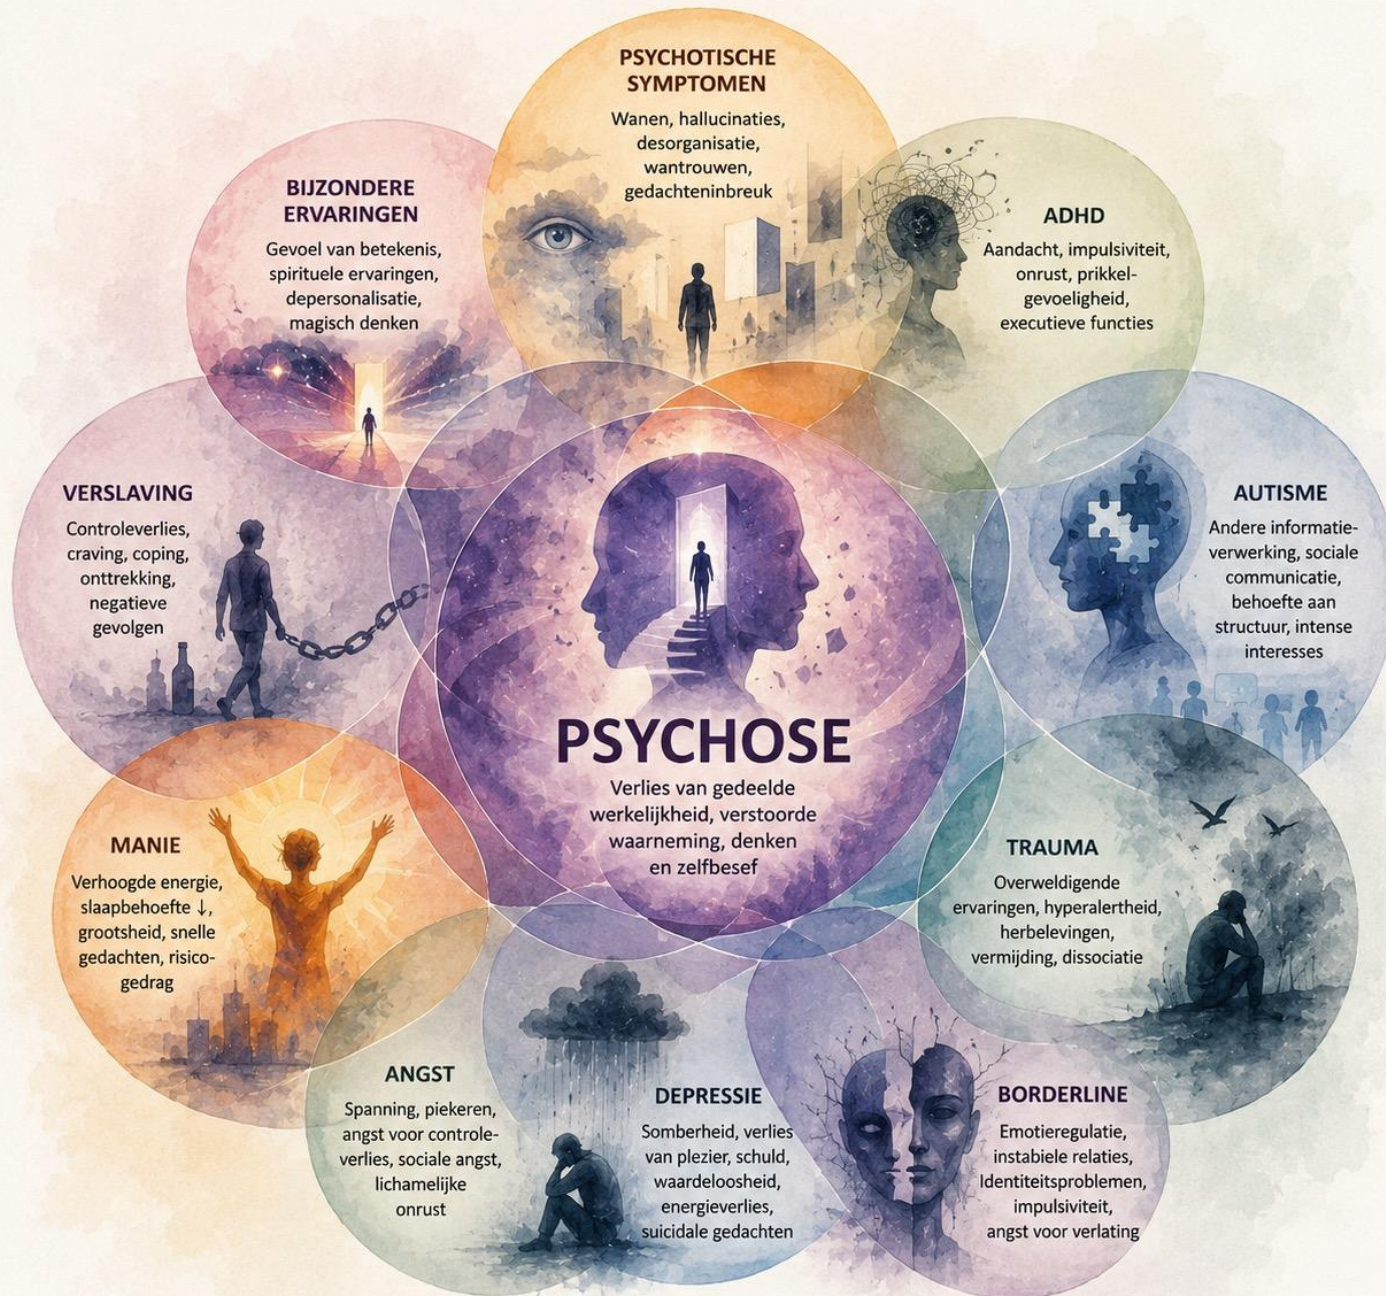 PSYCHOTISCHE
SYMPTOMEN
Wanen, hallucinaties,
desorganisatie,
wantrouwen,
gedachteninbreuk
BIJZONDERE
ERVARINGEN
Gevoel van betekenis,
spirituele ervaringen,
depersonalisatie,
magisch denken
ADHD
Aandacht, impulsiviteit,
onrust, prikkel-
gevoeligheid,
executieve functies
VERSLAVING
Controleverlies,
craving, coping,
onttrekking,
negatieve
gevolgen
AUTISME
Andere informatie-
verwerking, sociale
communicatie,
behoefte aan
structuur, intense
interesses
PSYCHOSE
Verlies van gedeelde
werkelijkheid, verstoorde
waarneming, denken
en zelfbesef
MANIE
Verhoogde energie,
slaapbehoefte ↓,
grootsheid, snelle
gedachten, risico-
gedrag
TRAUMA
Overweldigende
ervaringen, hyperalertheid,
herbelevingen,
vermijding, dissociatie
ANGST
Spanning, piekeren,
angst voor controle-
verlies, sociale angst,
lichamelijke
onrust
DEPRESSIE
Somberheid, verlies
van plezier, schuld,
waardeloosheid,
energieverlies,
suicidale gedachten
BORDERLINE
Emotieregulatie,
instabiele relaties,
Identiteitsproblemen,
impulsiviteit,
angst voor verlating